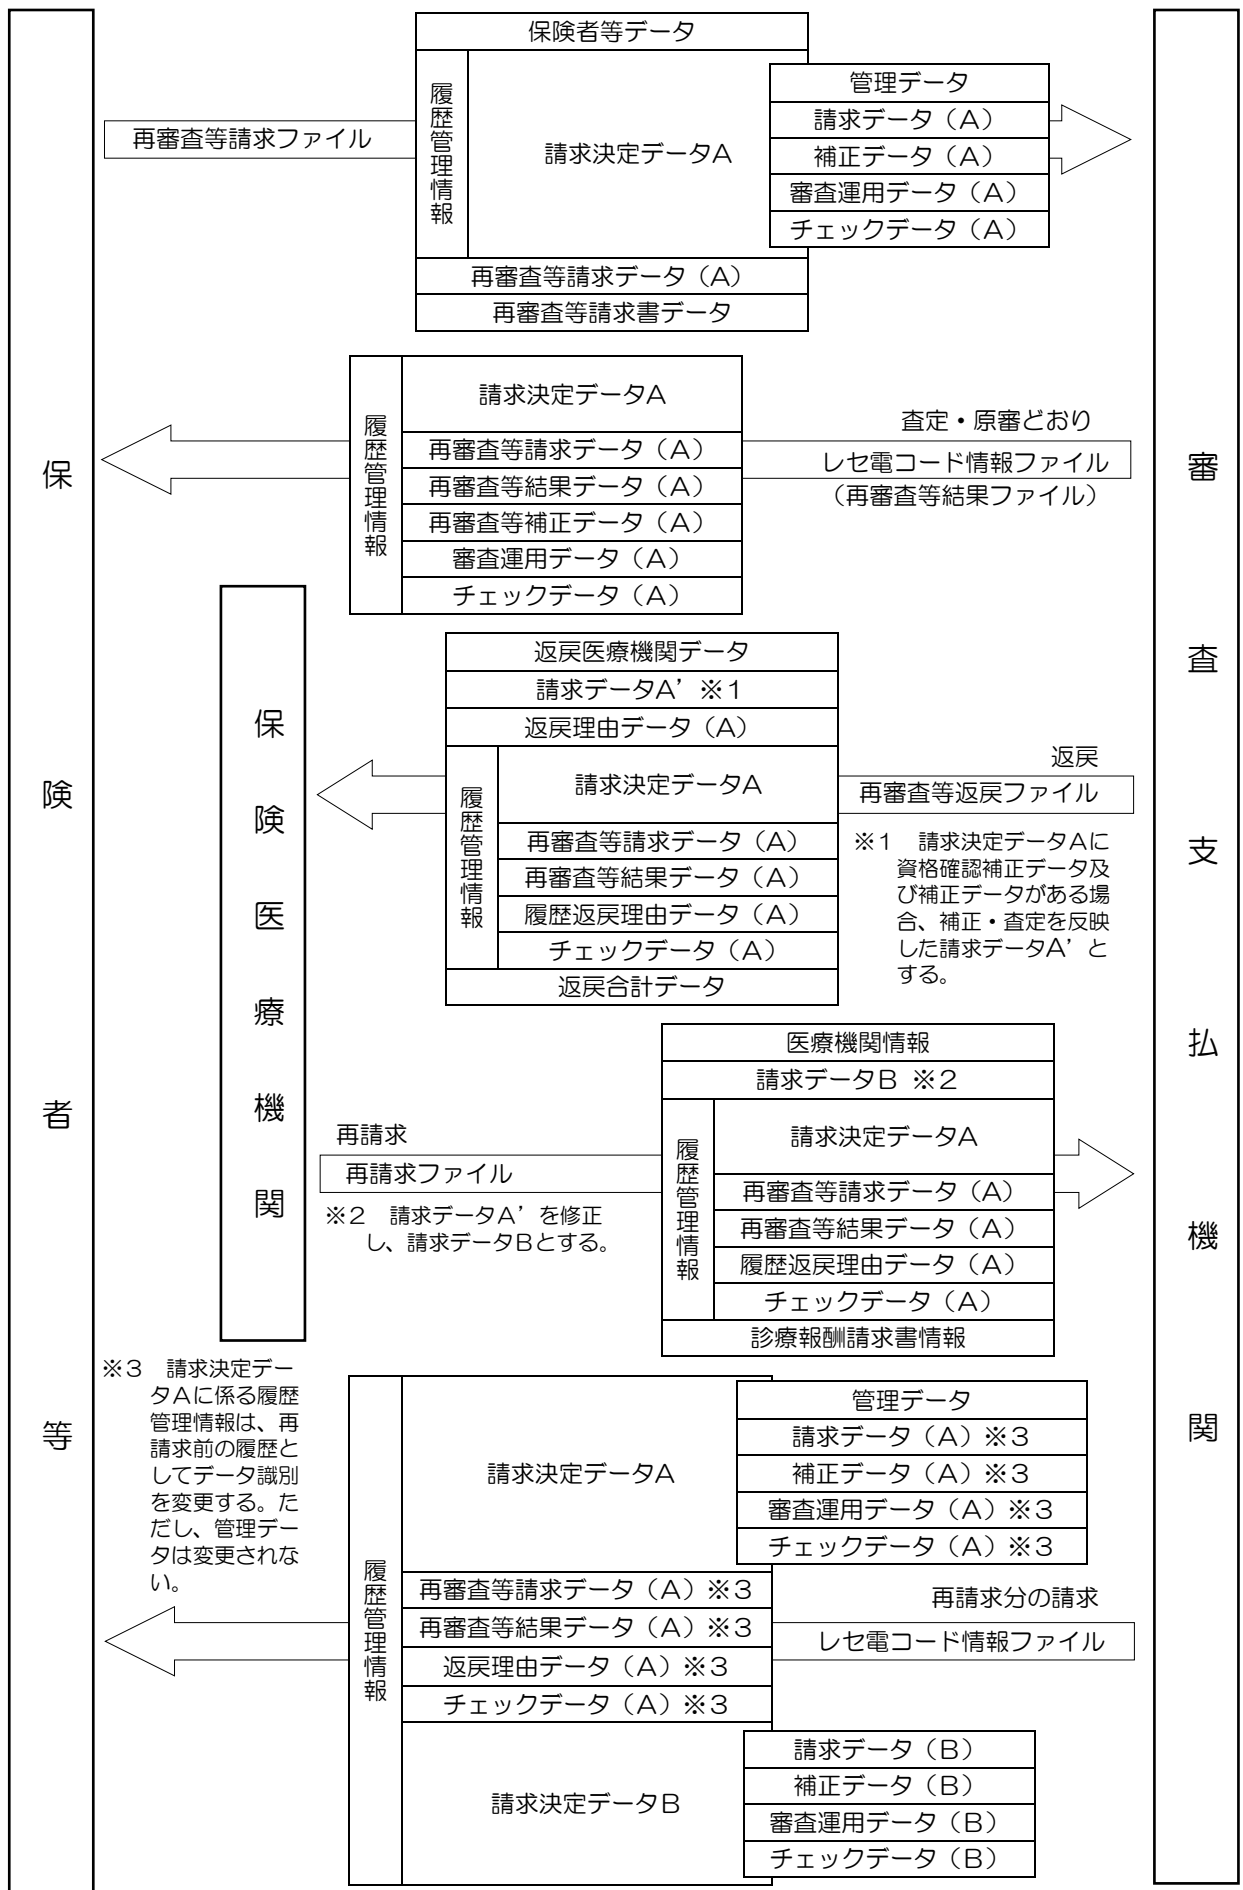 保険者等
審査支払機関
保険医療機関
再審査等請求ファイル
保険者等データ
履歴管理情報
請求決定データA
管理データ
請求データ（A）
補正データ（A）
審査運用データ（A）
チェックデータ（A）
再審査等請求データ（A）
再審査等請求書データ
履歴管理情報
請求決定データA
再審査等請求データ（A）
再審査等結果データ（A）
再審査等補正データ（A）
審査運用データ（A）
チェックデータ（A）
査定・原審どおり
レセ電コード情報ファイル
（再審査等結果ファイル）
返戻医療機関データ
請求データA’ ※1
返戻理由データ（A）
履歴管理情報
請求決定データA
再審査等請求データ（A）
再審査等結果データ（A）
履歴返戻理由データ（A）
チェックデータ（A）
返戻合計データ
返戻
再審査等返戻ファイル
※1　請求決定データAに
資格確認補正データ及
び補正データがある場
合、補正・査定を反映
した請求データA’と
する。
再請求
再請求ファイル
※2　請求データA’を修正
し、請求データBとする。
医療機関情報
請求データB ※2
履歴管理情報
請求決定データA
再審査等請求データ（A）
再審査等結果データ（A）
履歴返戻理由データ（A）
チェックデータ（A）
診療報酬請求書情報
※3　請求決定デー
タAに係る履歴
管理情報は、再
請求前の履歴と
してデータ識別
を変更する。た
だし、管理デー
タは変更されな
い。
履歴管理情報
請求決定データA
管理データ
請求データ（A）※3
補正データ（A）※3
審査運用データ（A）※3
チェックデータ（A）※3
再審査等請求データ（A）※3
再審査等結果データ（A）※3
返戻理由データ（A）※3
チェックデータ（A）※3
再請求分の請求
レセ電コード情報ファイル
請求決定データB
請求データ（B）
補正データ（B）
審査運用データ（B）
チェックデータ（B）